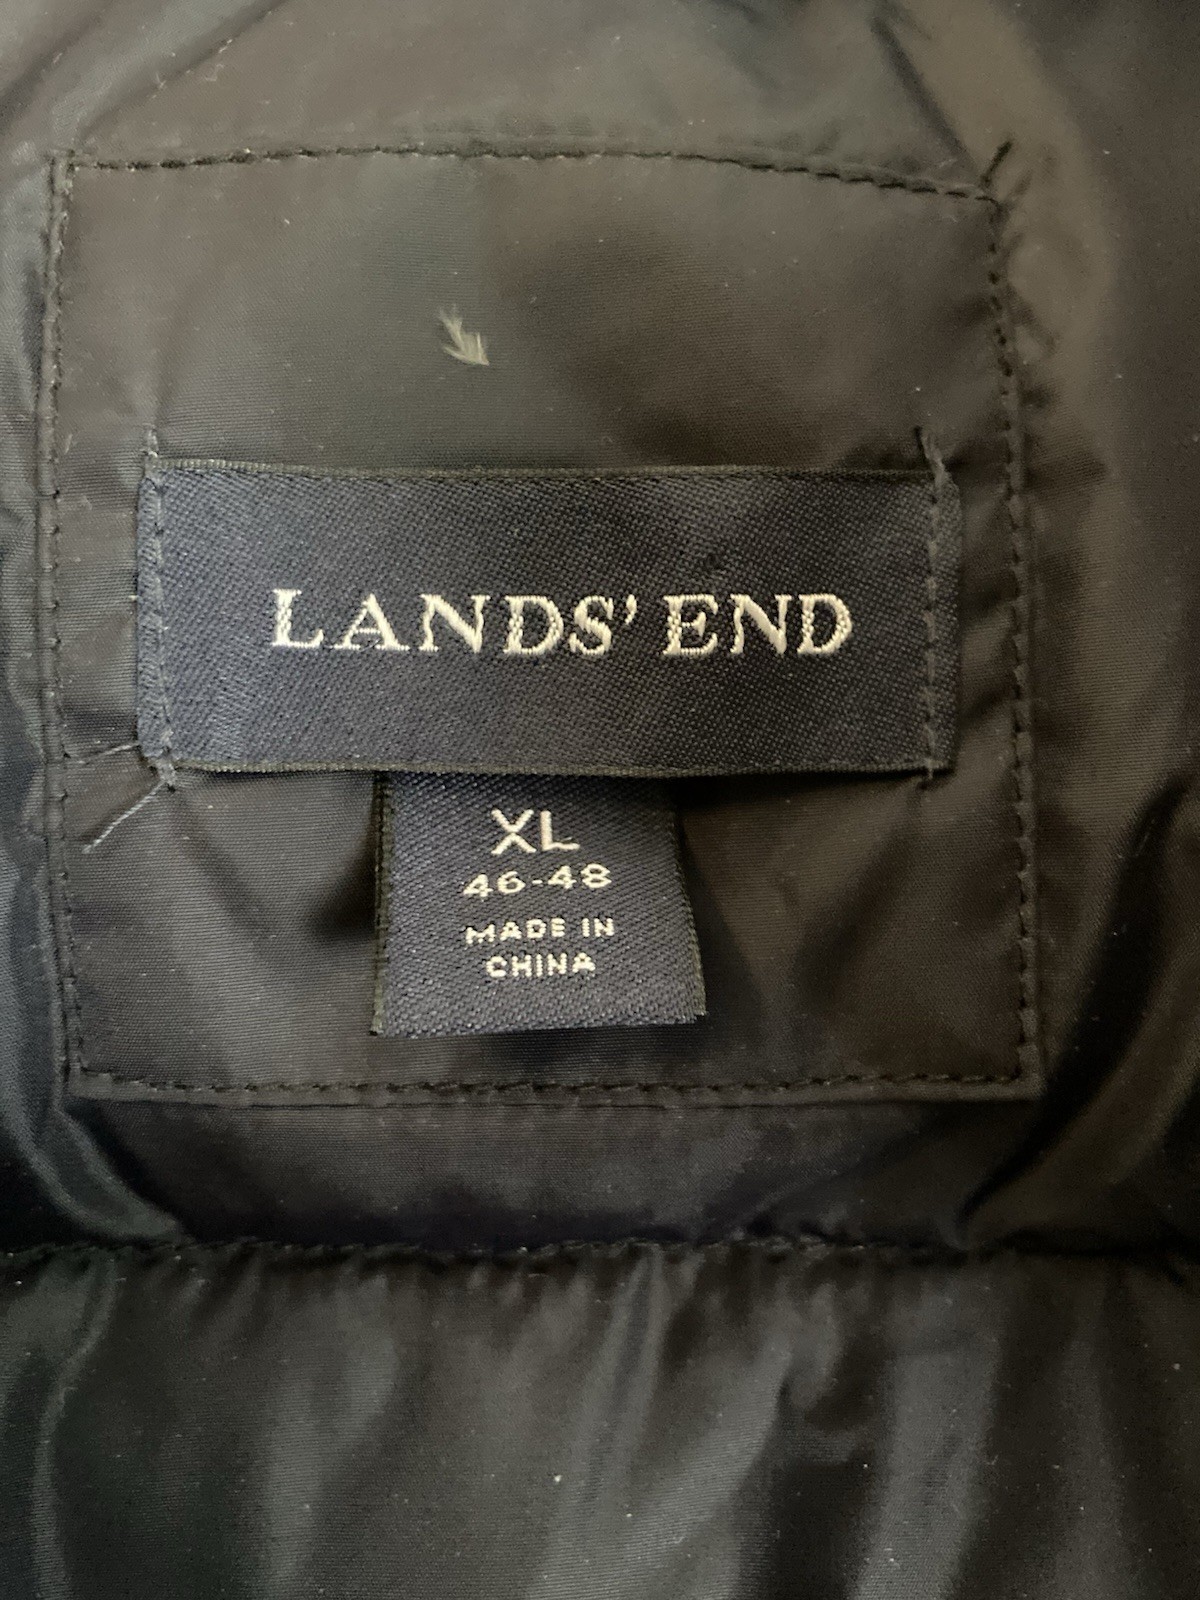 LANDS' END
XL
46-48
MADE IN
CHINA